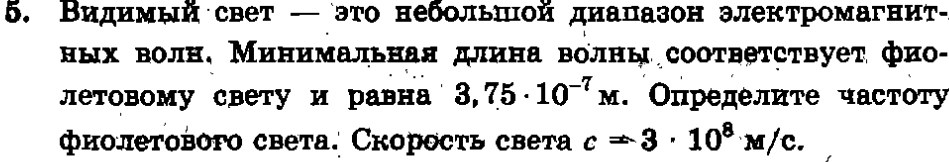 5. Видимый свет — это небольшой диапазон электромагнит-
ных волн. Минимальная длина волны соответствует фио-
летовому свету и равна 3,75 · 10⁻⁷ м. Определите частоту
фиолетового света. Скорость света c = 3 · 10⁸ м/с.